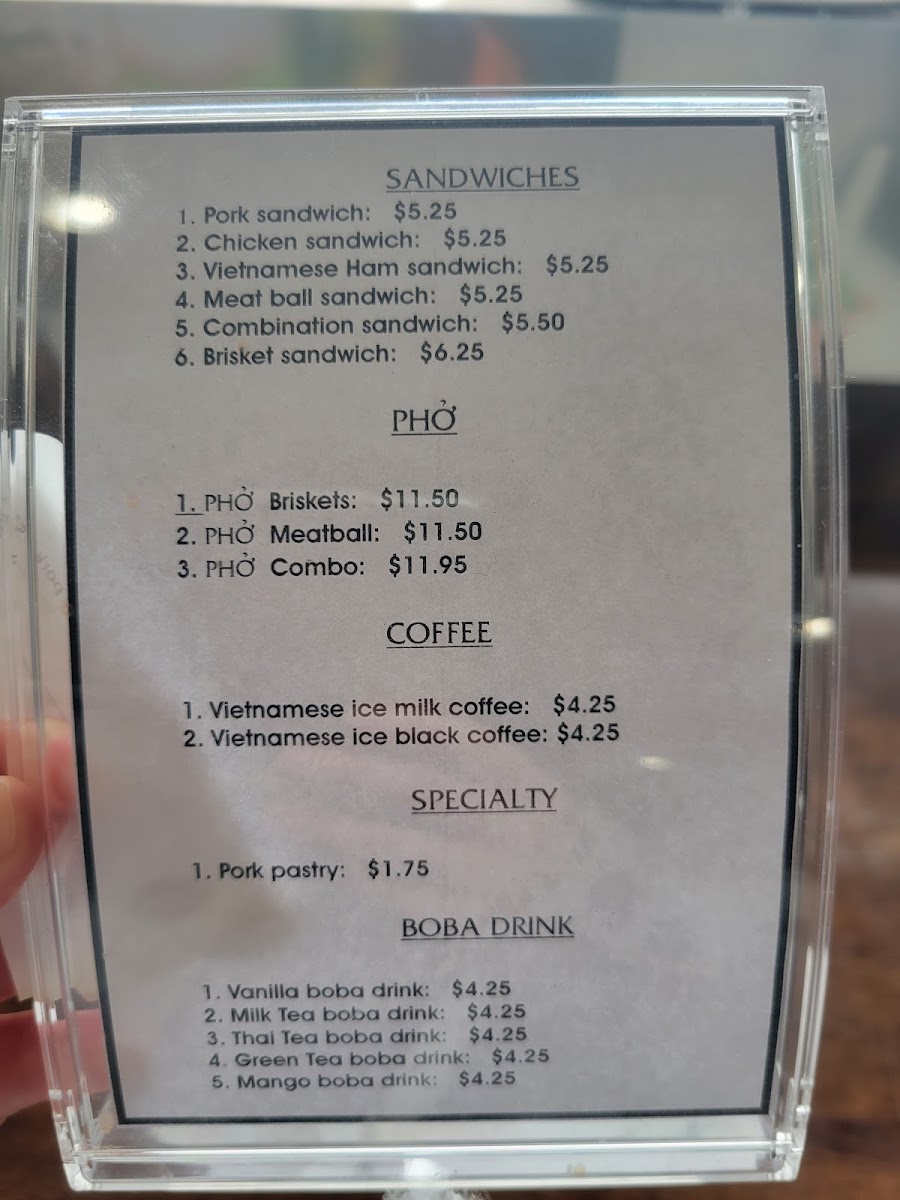 SANDWICHES
1. Pork sandwich: $5.25
2. Chicken sandwich: $5.25
3. Vietnamese Ham sandwich: $5.25
4. Meat ball sandwich: $5.25
5. Combination sandwich: $5.50
6. Brisket sandwich: $6.25
PHỞ
1. PHỞ Briskets: $11.50
2. PHỞ Meatball: $11.50
3. PHỞ Combo: $11.95
COFFEE
1. Vietnamese ice milk coffee: $4.25
2. Vietnamese ice black coffee: $4.25
SPECIALTY
1. Pork pastry: $1.75
BOBA DRINK
1. Vanilla boba drink: $4.25
2. Milk Tea boba drink: $4.25
3. Thai Tea boba drink: $4.25
4. Green Tea boba drink: $4.25
5. Mango boba drink: $4.25